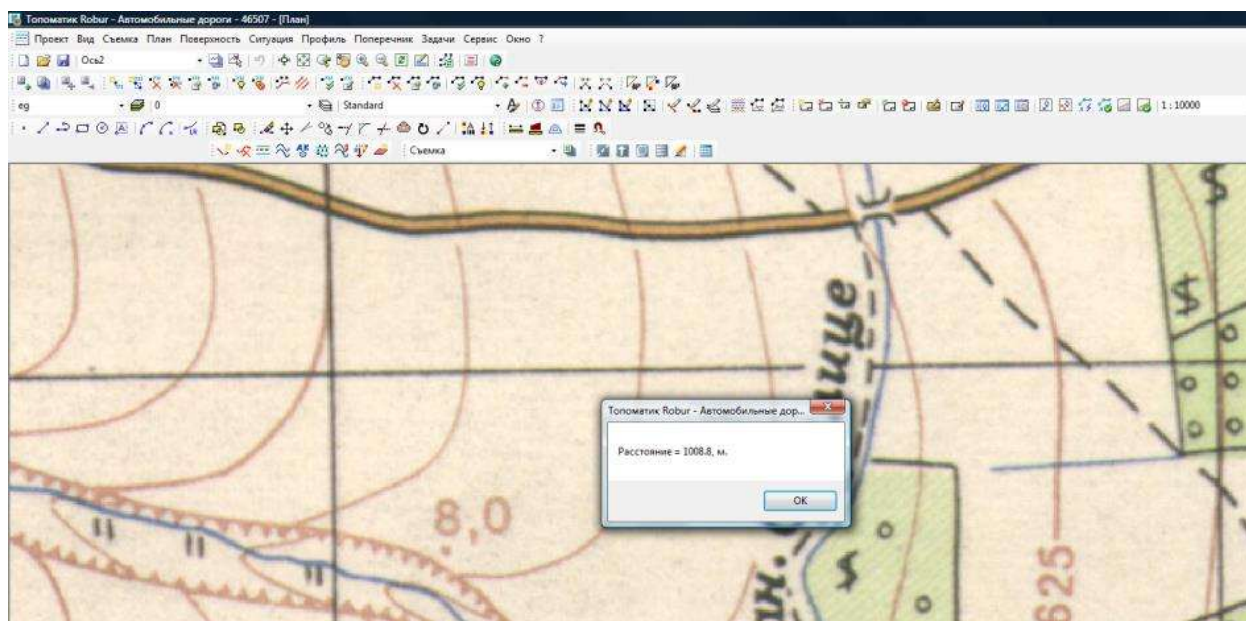 Топоматик Robur - Автомобильные дороги - 46507 - [План]
Проект Вид Съемка План Поверхность Ситуация Профиль Поперечник Задачи Сервис Окно ?
Ось2
eg 0 Standard 1 : 10000
Съемка
Топоматик Robur - Автомобильные дор...
Расстояние = 1008.8, м.
OK
8,0
625